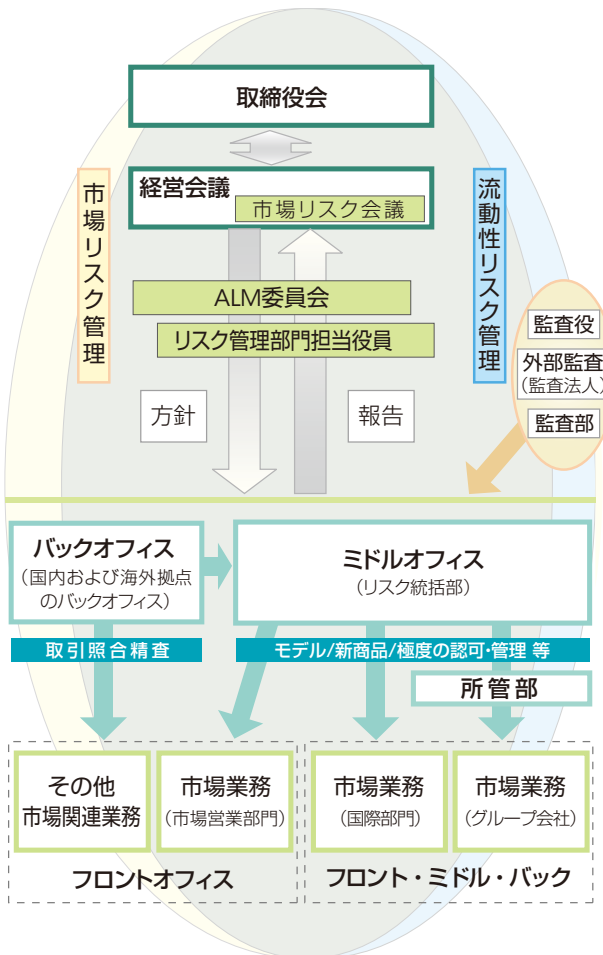 取締役会
経営会議
市場リスク会議
市場リスク管理
流動性リスク管理
ALM委員会
リスク管理部門担当役員
監査役
外部監査
(監査法人)
監査部
方針
報告
バックオフィス
(国内および海外拠点
のバックオフィス)
ミドルオフィス
(リスク統括部)
取引照合精査
モデル/新商品/極度の認可・管理 等
所管部
その他
市場関連業務
市場業務
(市場営業部門)
市場業務
(国際部門)
市場業務
(グループ会社)
フロントオフィス
フロント・ミドル・バック